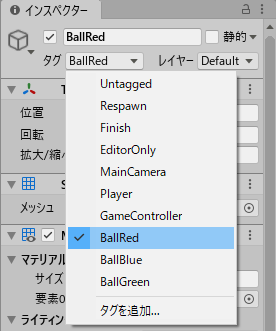 インスペクター
BallRed
静的
タグ BallRed レイヤー Default
Untagged
Respawn
Finish
EditorOnly
MainCamera
Player
GameController
BallRed
BallBlue
BallGreen
タグを追加...
位置
回転
拡大/縮
メッシュ
マテリアル
サイズ
要素0
ライティン